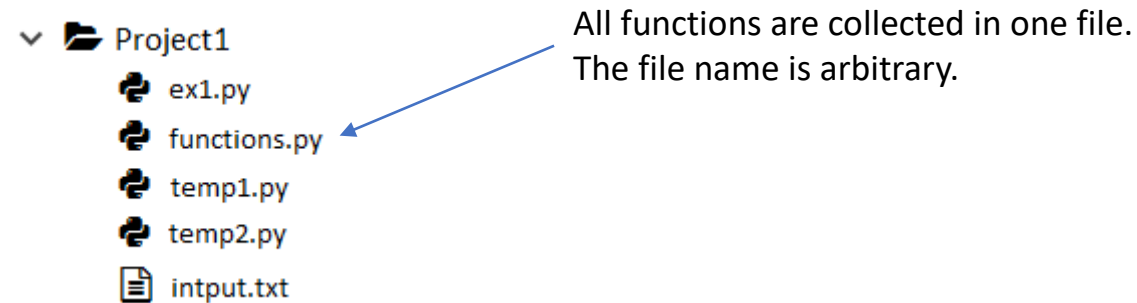 Project1
ex1.py
functions.py
temp1.py
temp2.py
intput.txt
All functions are collected in one file.
The file name is arbitrary.